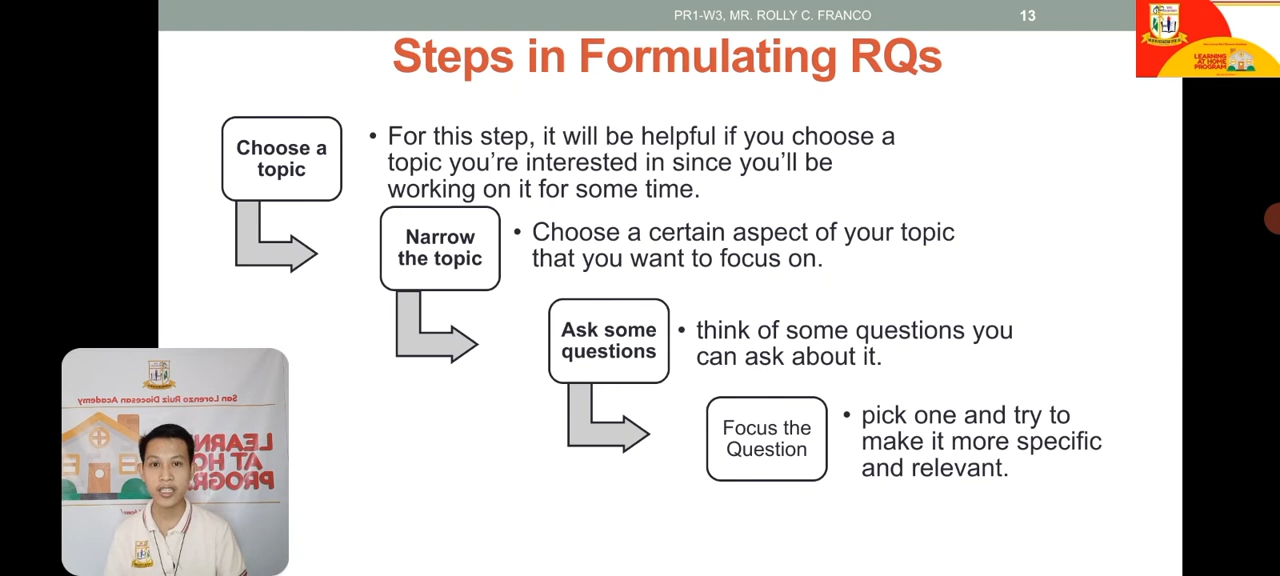 PR1-W3, MR. ROLLY C. FRANCO
13
Steps in Formulating RQs
LEARNING
AT HOME
PROGRAM
Choose a
topic
• For this step, it will be helpful if you choose a
topic you’re interested in since you’ll be
working on it for some time.
Narrow
the topic
• Choose a certain aspect of your topic
that you want to focus on.
Ask some
questions
• think of some questions you
can ask about it.
Focus the
Question
• pick one and try to
make it more specific
and relevant.
San Lorenzo Ruiz Diocesan Academy
LEARN
AT HO
PROGR